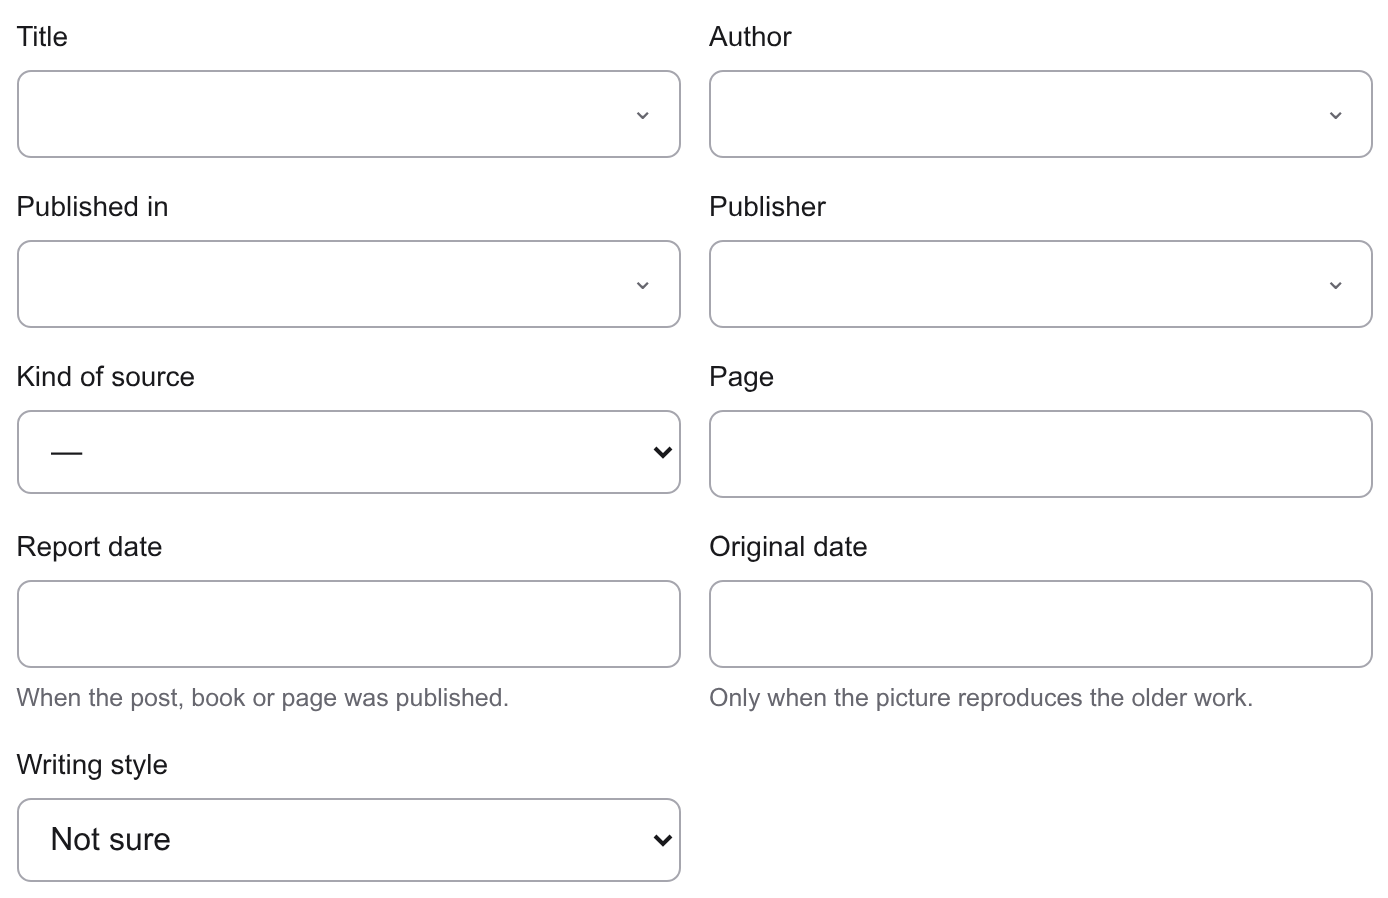 Title
Author
Published in
Publisher
Kind of source
—
Page
Report date
Original date
When the post, book or page was published.
Only when the picture reproduces the older work.
Writing style
Not sure